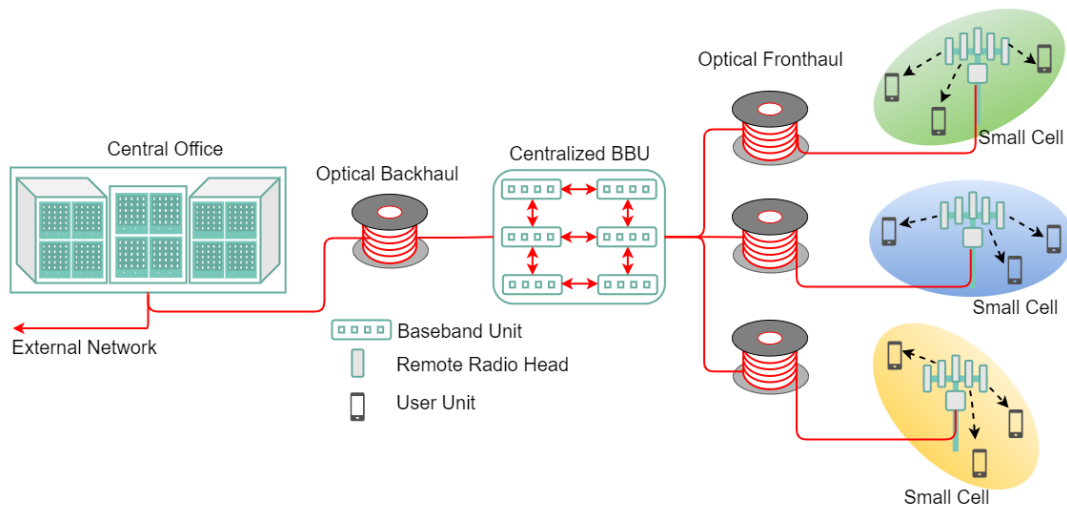 Optical Fronthaul
Small Cell
Central Office
Centralized BBU
Optical Backhaul
Small Cell
External Network
Baseband Unit
Remote Radio Head
User Unit
Small Cell